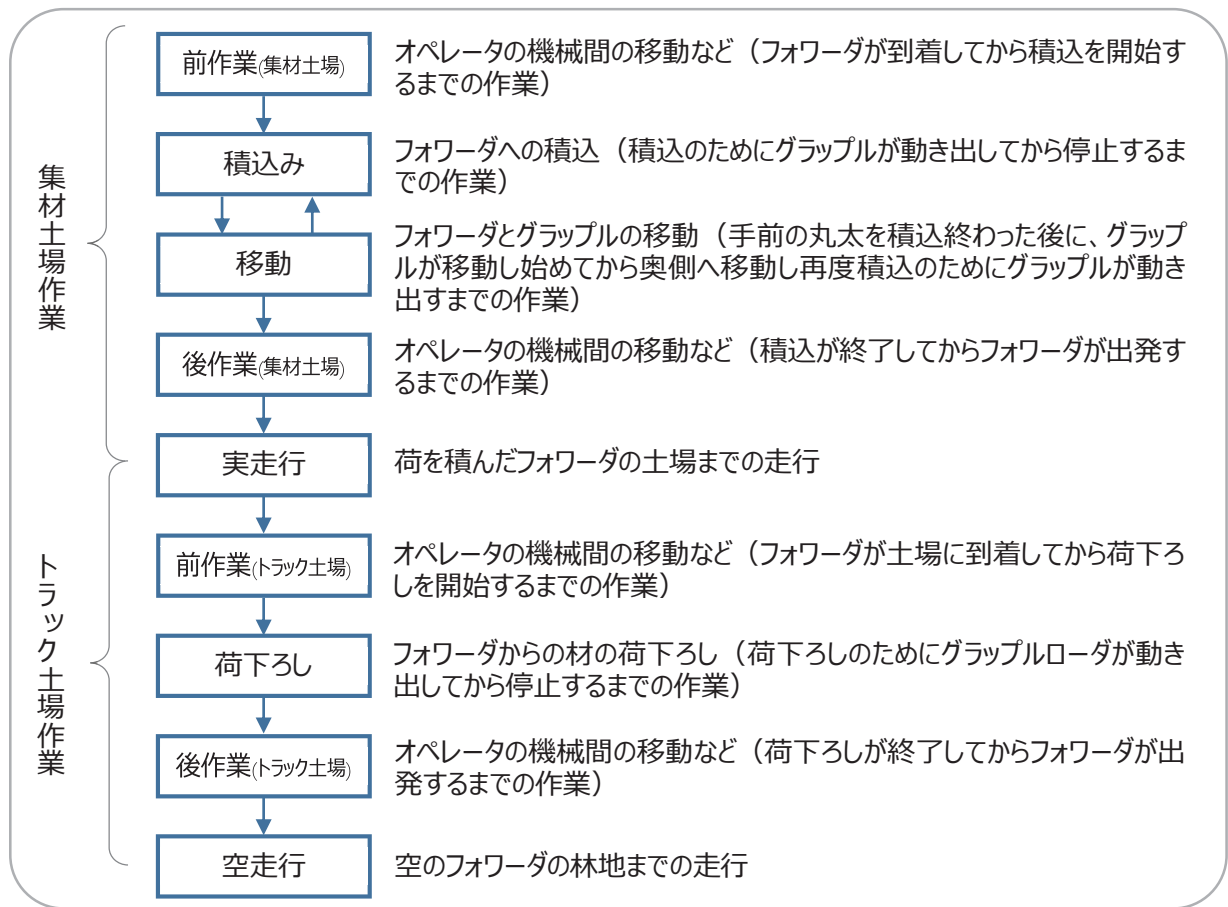 集材土場作業
前作業(集材土場)
オペレータの機械間の移動など（フォワーダが到着してから積込を開始す
るまでの作業）
積込み
フォワーダへの積込（積込のためにグラップルが動き出してから停止するま
での作業）
移動
フォワーダとグラップルの移動（手前の丸太を積込終わった後に、グラップ
ルが移動し始めてから奥側へ移動し再度積込のためにグラップルが動き
出すまでの作業）
後作業(集材土場)
オペレータの機械間の移動など（積込が終了してからフォワーダが出発す
るまでの作業）
トラック土場作業
実走行
荷を積んだフォワーダの土場までの走行
前作業(トラック土場)
オペレータの機械間の移動など（フォワーダが土場に到着してから荷下ろ
しを開始するまでの作業）
荷下ろし
フォワーダからの材の荷下ろし（荷下ろしのためにグラップルローダが動き
出してから停止するまでの作業）
後作業(トラック土場)
オペレータの機械間の移動など（荷下ろしが終了してからフォワーダが出
発するまでの作業）
空走行
空のフォワーダの林地までの走行